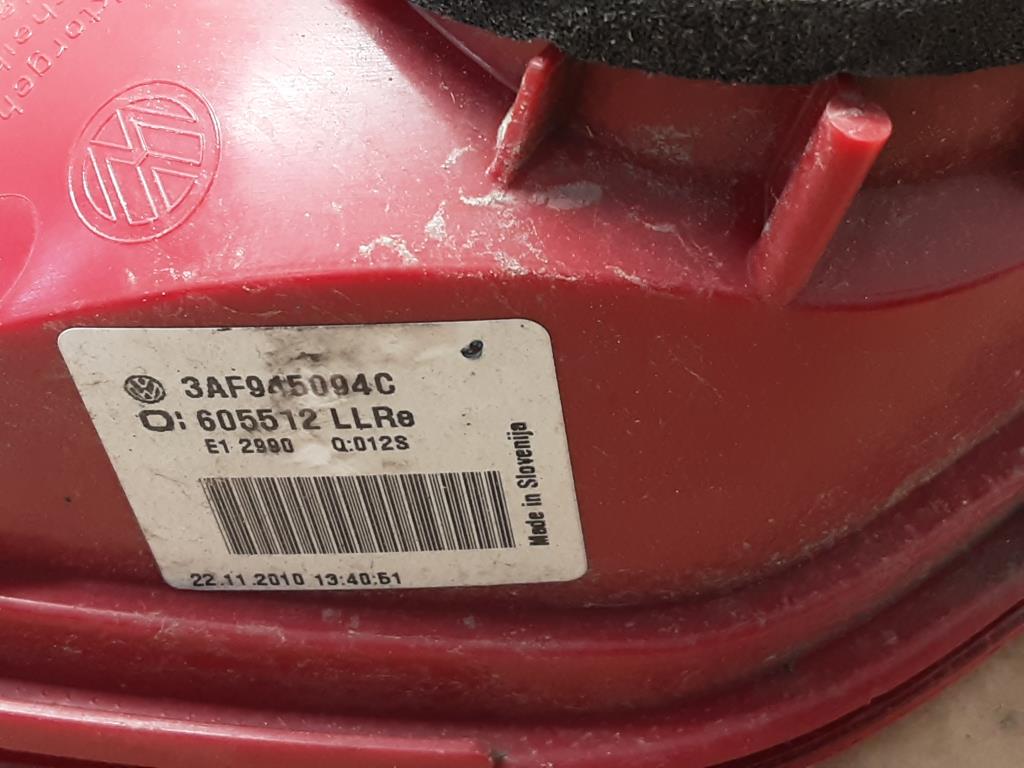 3AF945094C
O: 605512 LLRe
E1 2990 Q:012S
Made in Slovenija
22.11.2010 13:40:51